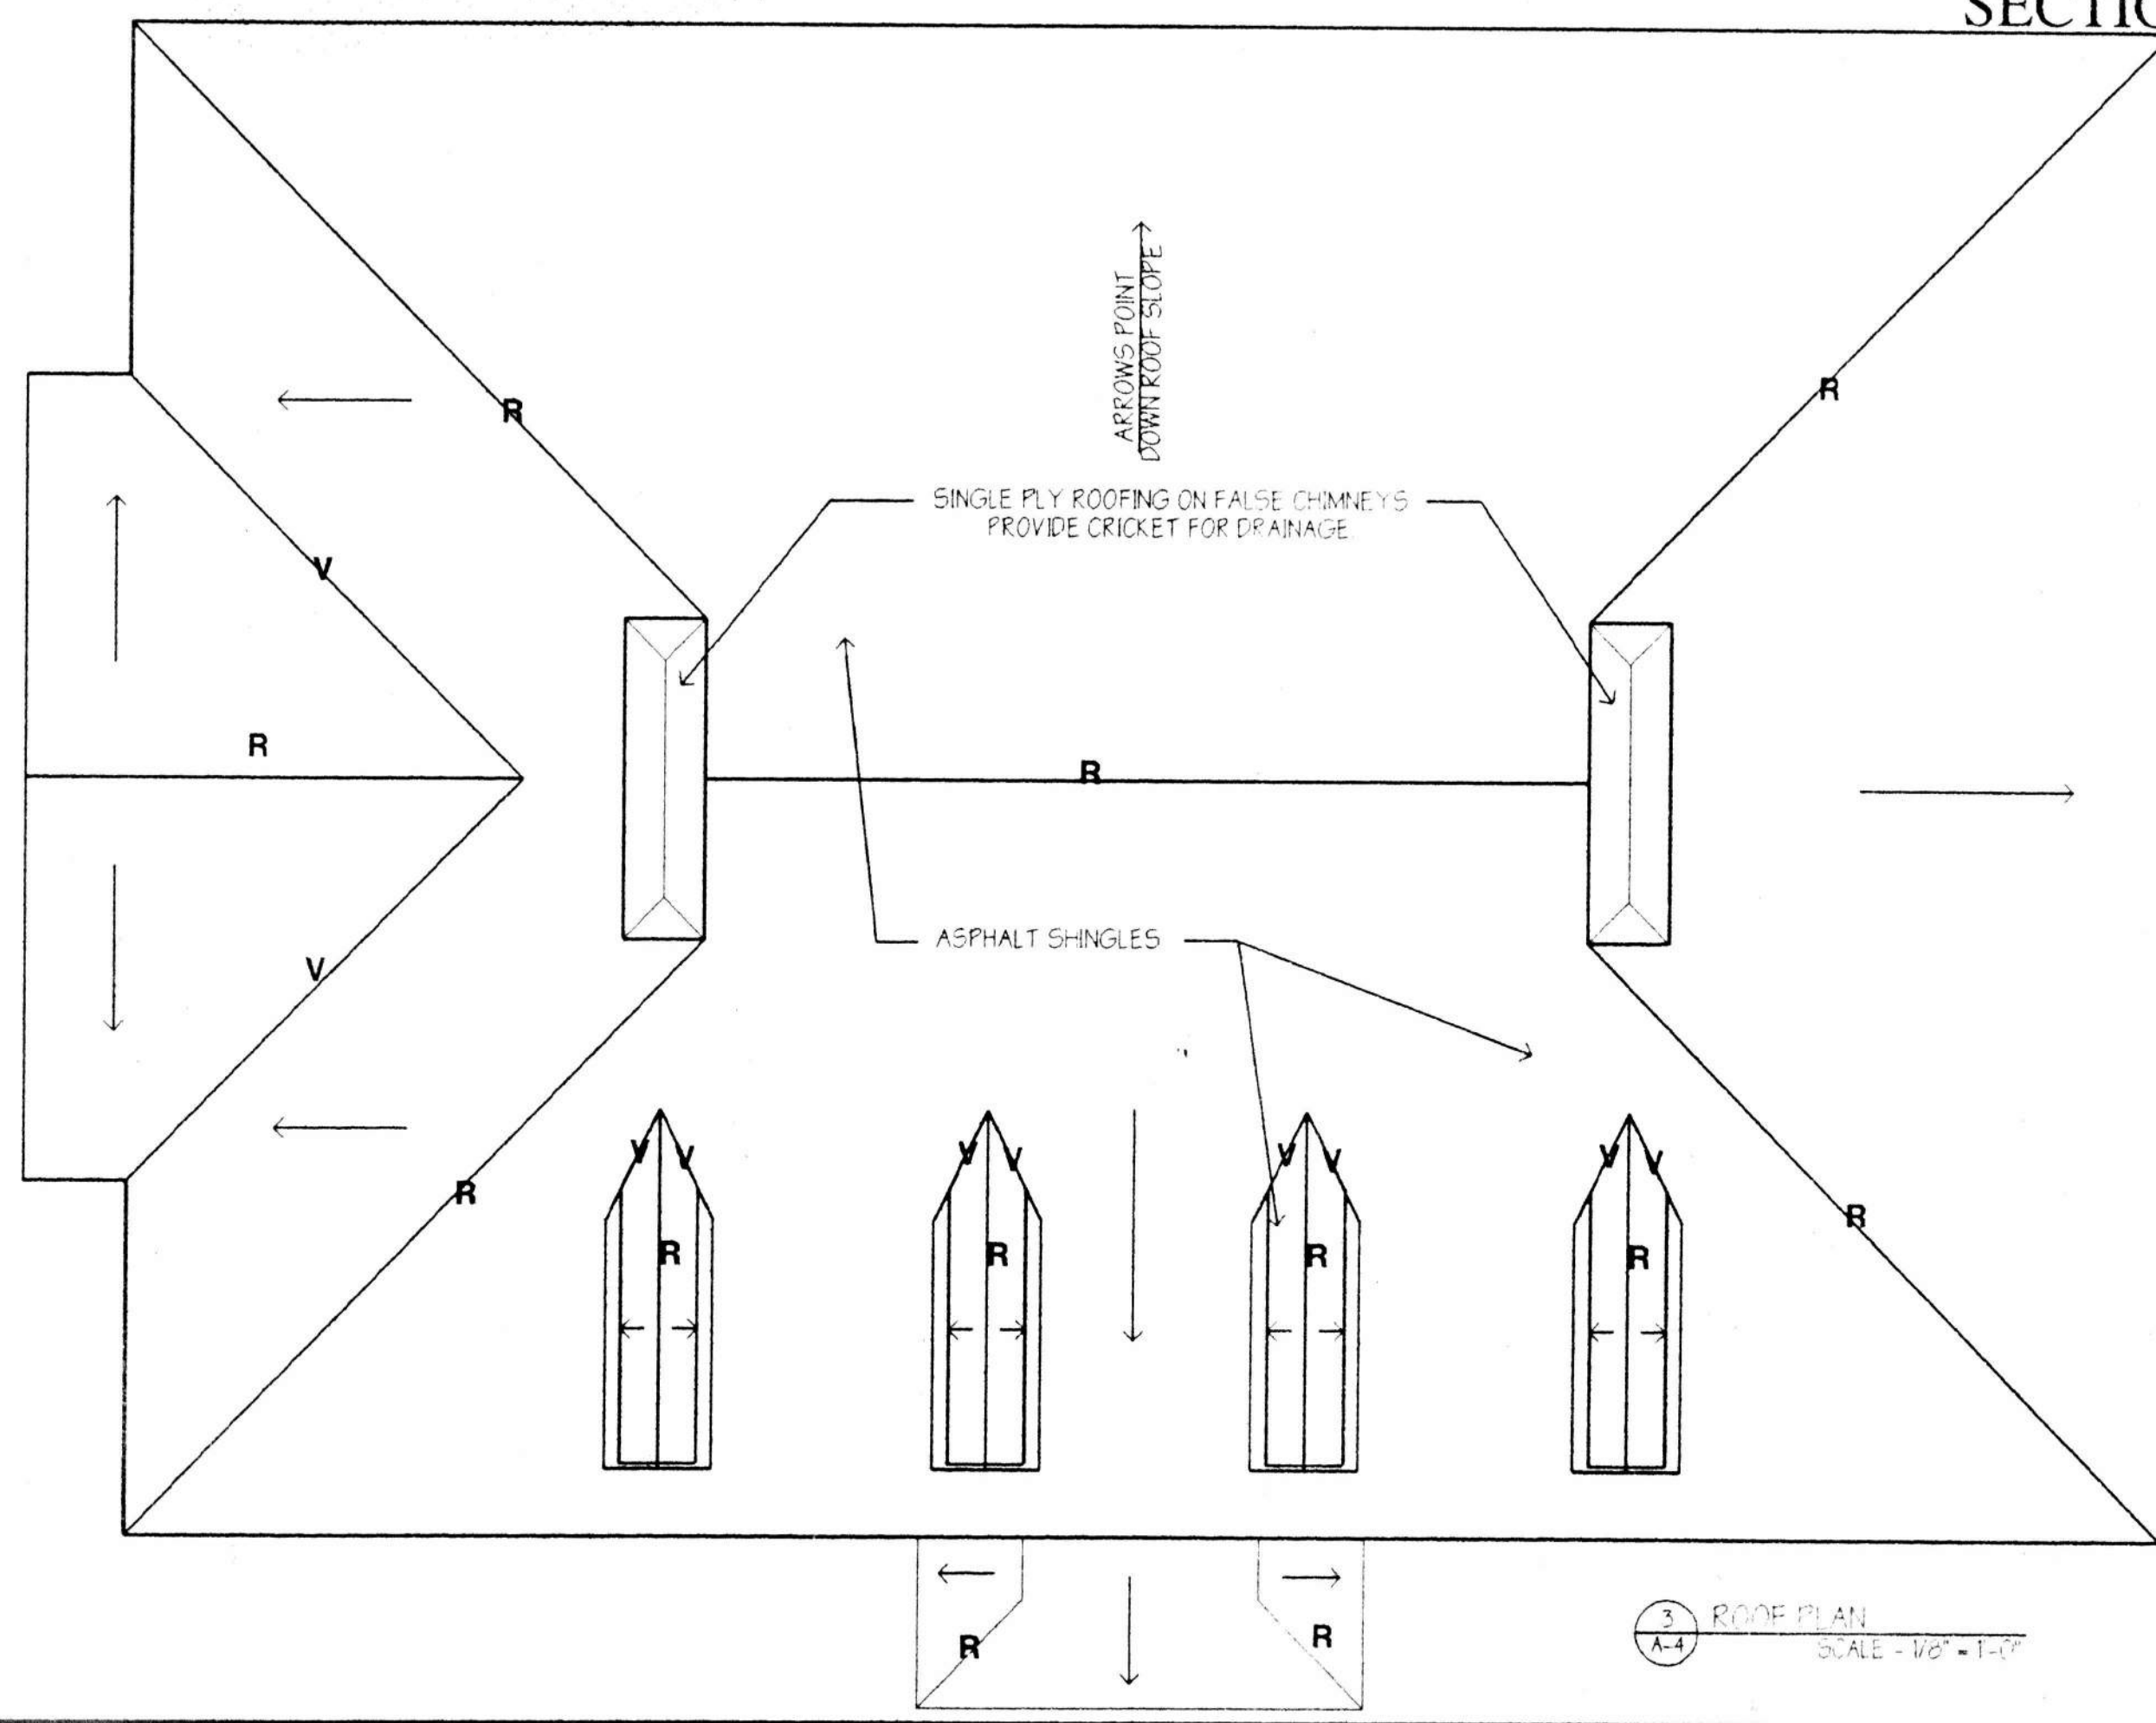 SECTIO
ARROWS POINT
DOWN ROOF SLOPE
R
R
SINGLE PLY ROOFING ON FALSE CHIMNEYS
PROVIDE CRICKET FOR DRAINAGE
V
R
R
ASPHALT SHINGLES
V
V V V V V V V V
R
R
R R R R
3 ROOF PLAN
A-4 SCALE - 1/8" = 1'-0"
R
R